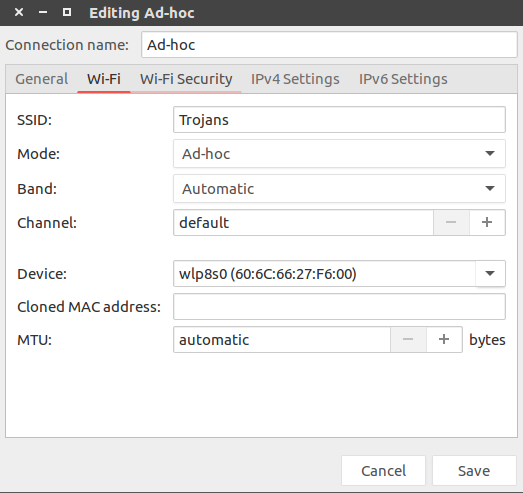 Editing Ad-hoc
Connection name: Ad-hoc
General Wi-Fi Wi-Fi Security IPv4 Settings IPv6 Settings
SSID: Trojans
Mode: Ad-hoc
Band: Automatic
Channel: default
Device: wlp8s0 (60:6C:66:27:F6:00)
Cloned MAC address:
MTU: automatic bytes
Cancel Save